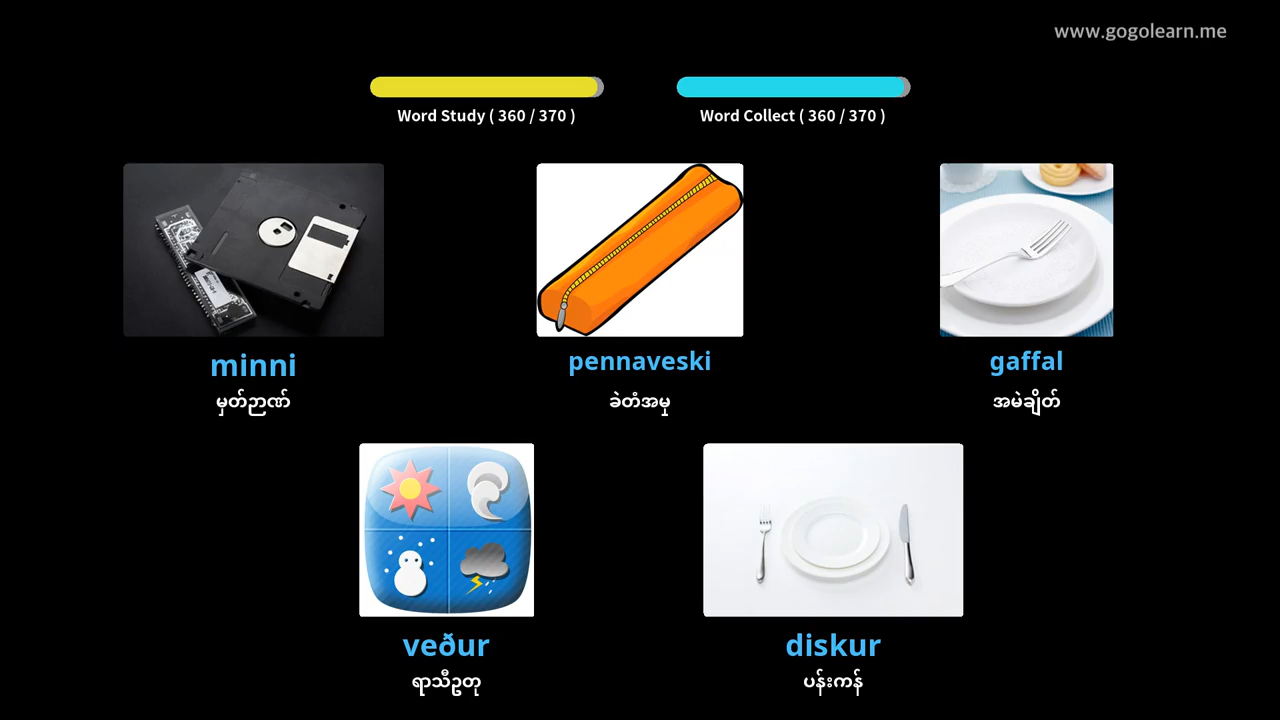 www.gogolearn.me
Word Study ( 360 / 370 )
Word Collect ( 360 / 370 )
minni
pennaveski
gaffal
မှတ်ဉာဏ်
ခဲတံအမှ
အမဲချိတ်
veður
diskur
ရာသီဥတု
ပန်းကန်